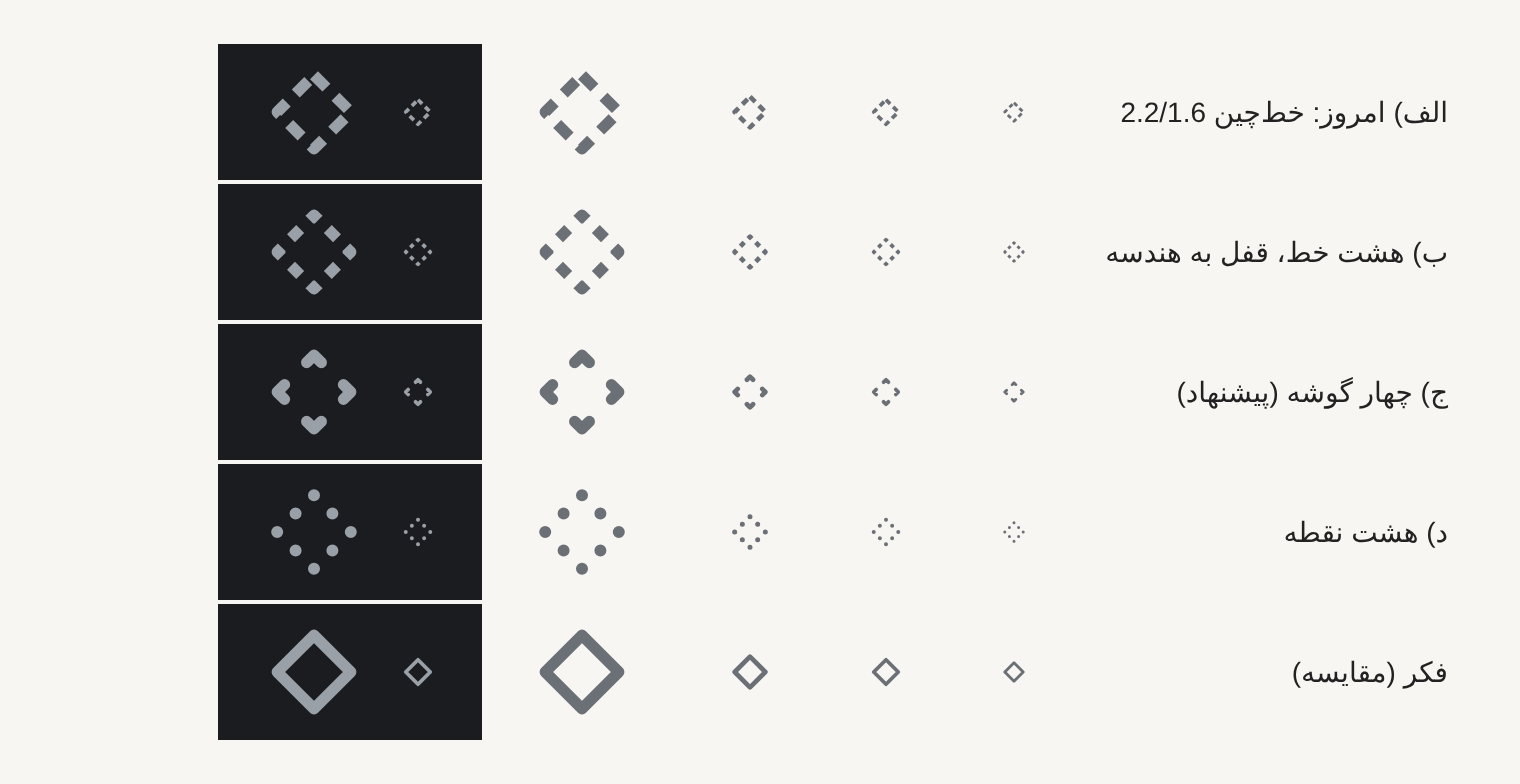 الف) امروز: خط‌چین 2.2/1.6
ب) هشت خط، قفل به هندسه
ج) چهار گوشه (پیشنهاد)
د) هشت نقطه
فکر (مقایسه)